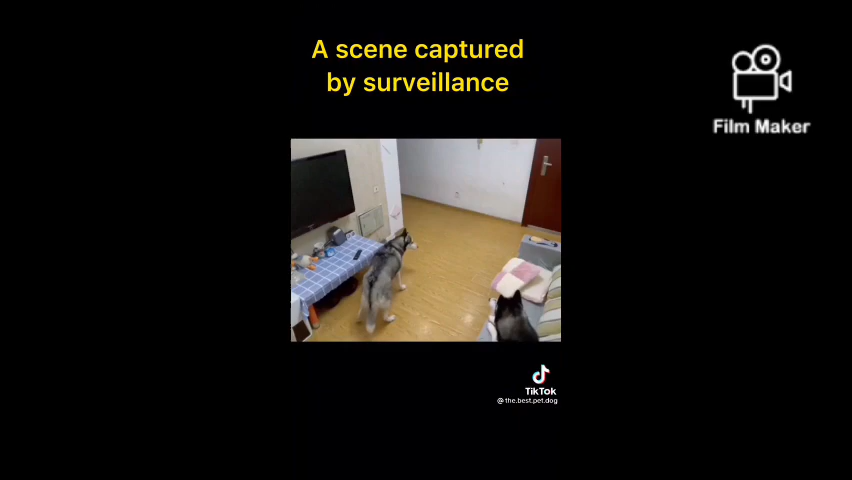 A scene captured
by surveillance
Film Maker
TikTok
@the.best.pet.dog